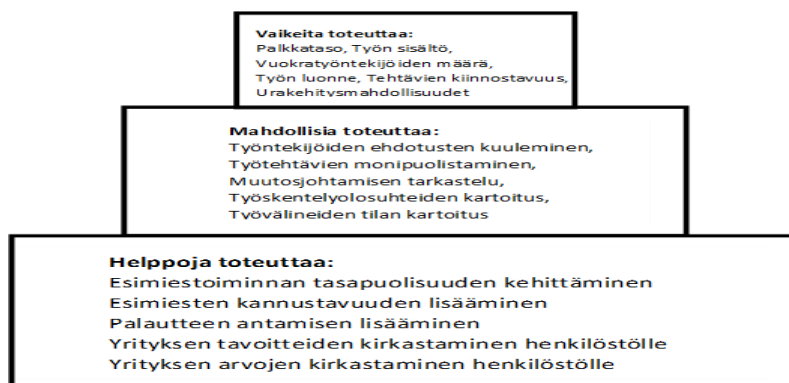 Vaikeita toteuttaa:
Palkkataso, Työn sisältö,
Vuokratyöntekijöiden määrä,
Työn luonne, Tehtävien kiinnostavuus,
Urakehitysmahdollisuudet
Mahdollisia toteuttaa:
Työntekijöiden ehdotusten kuuleminen,
Työtehtävien monipuolistaminen,
Muutosjohtamisen tarkastelu,
Työskentelyolosuhteiden kartoitus,
Työvälineiden tilan kartoitus
Helppoja toteuttaa:
Esimiestoiminnan tasapuolisuuden kehittäminen
Esimiesten kannustavuuden lisääminen
Palautteen antamisen lisääminen
Yrityksen tavoitteiden kirkastaminen henkilöstölle
Yrityksen arvojen kirkastaminen henkilöstölle